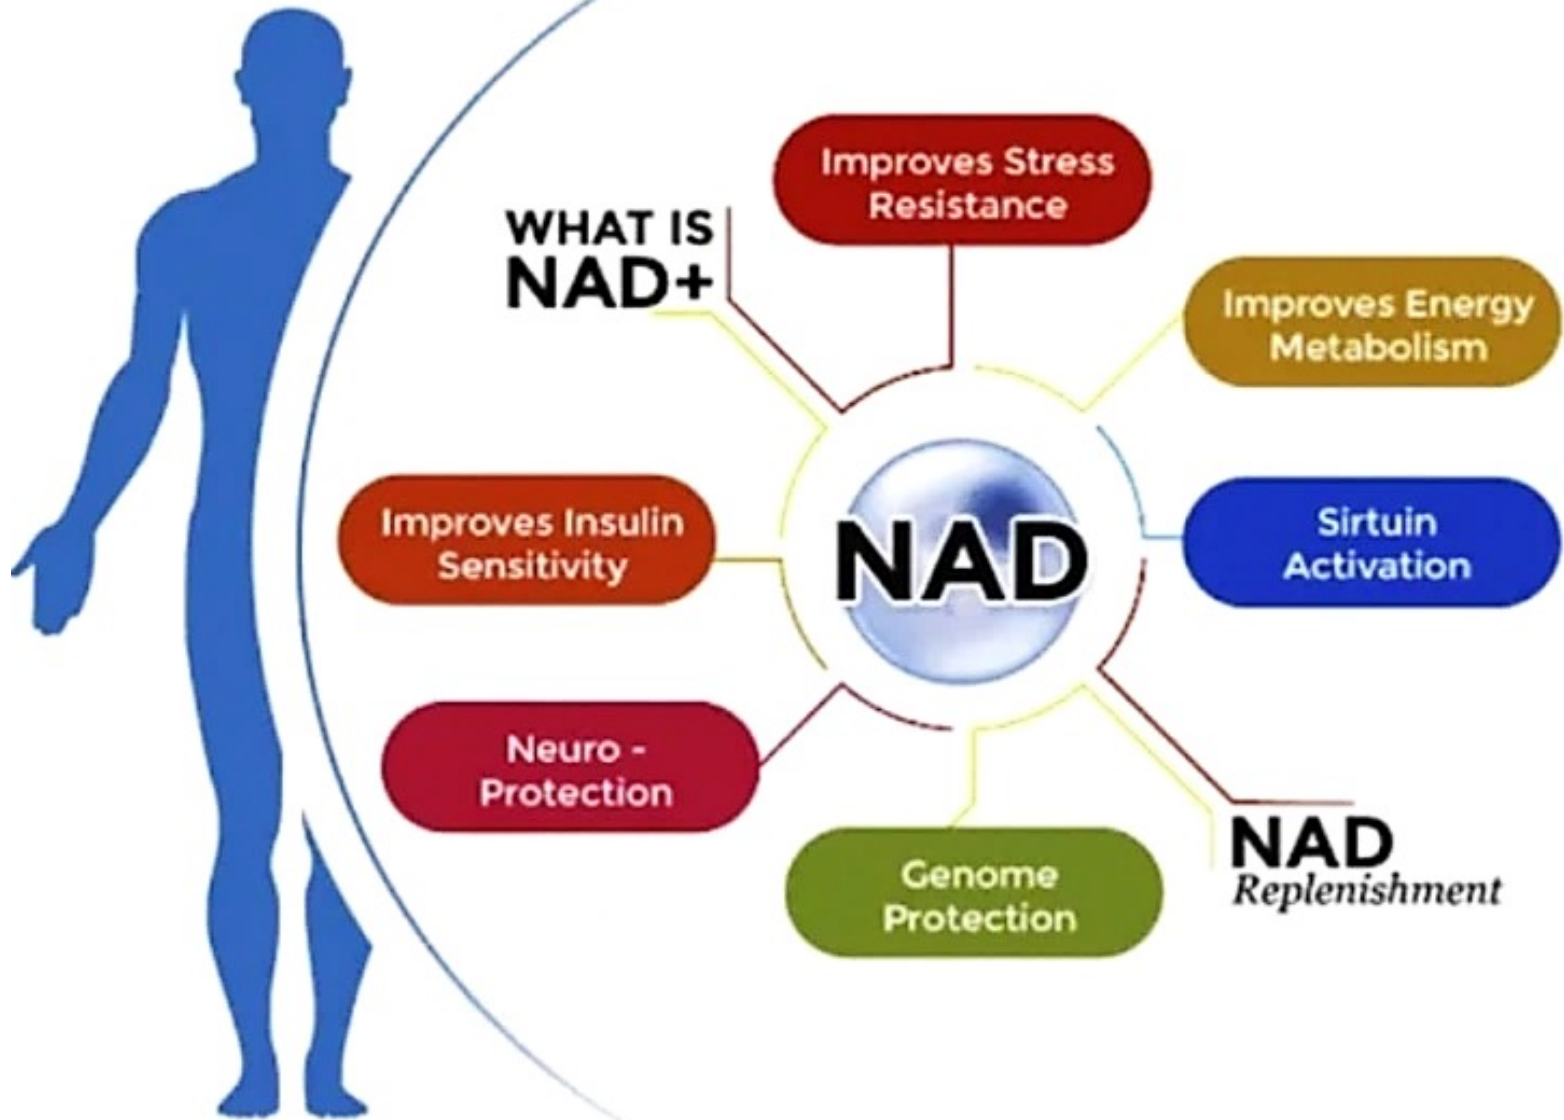 Improves Stress
Resistance
WHAT IS
NAD+
Improves Energy
Metabolism
Improves Insulin
Sensitivity
NAD
Sirtuin
Activation
Neuro -
Protection
Genome
Protection
NAD
Replenishment